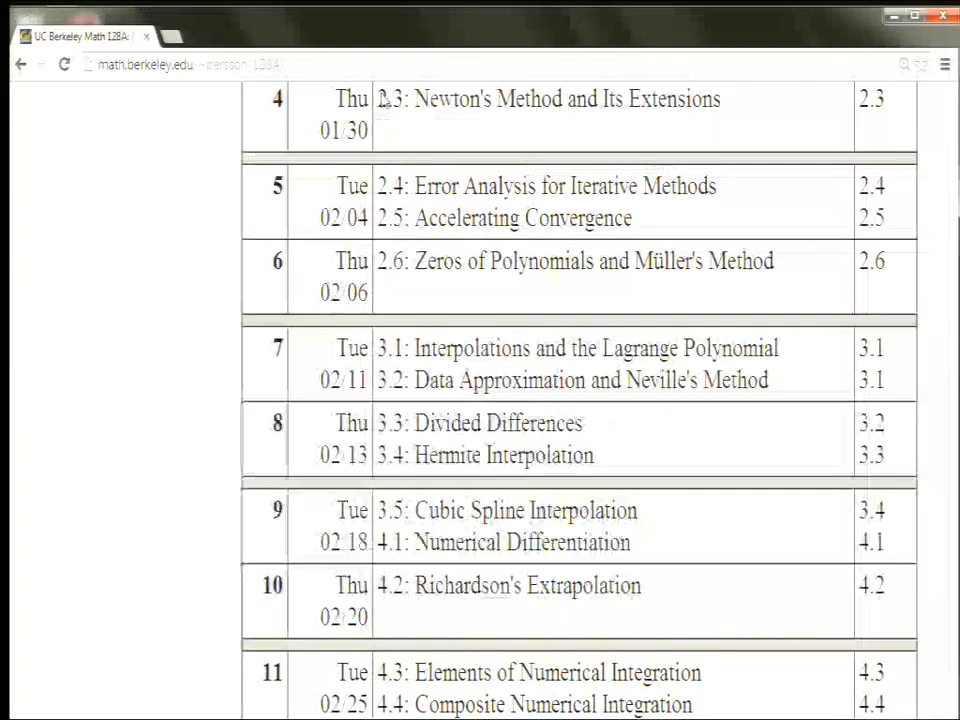 UC Berkeley Math 128A:
math.berkeley.edu/~persson/128A/
4 Thu 2.3: Newton's Method and Its Extensions 2.3
01/30
5 Tue 2.4: Error Analysis for Iterative Methods 2.4
02/04 2.5: Accelerating Convergence 2.5
6 Thu 2.6: Zeros of Polynomials and Müller's Method 2.6
02/06
7 Tue 3.1: Interpolations and the Lagrange Polynomial 3.1
02/11 3.2: Data Approximation and Neville's Method 3.1
8 Thu 3.3: Divided Differences 3.2
02/13 3.4: Hermite Interpolation 3.3
9 Tue 3.5: Cubic Spline Interpolation 3.4
02/18 4.1: Numerical Differentiation 4.1
10 Thu 4.2: Richardson's Extrapolation 4.2
02/20
11 Tue 4.3: Elements of Numerical Integration 4.3
02/25 4.4: Composite Numerical Integration 4.4